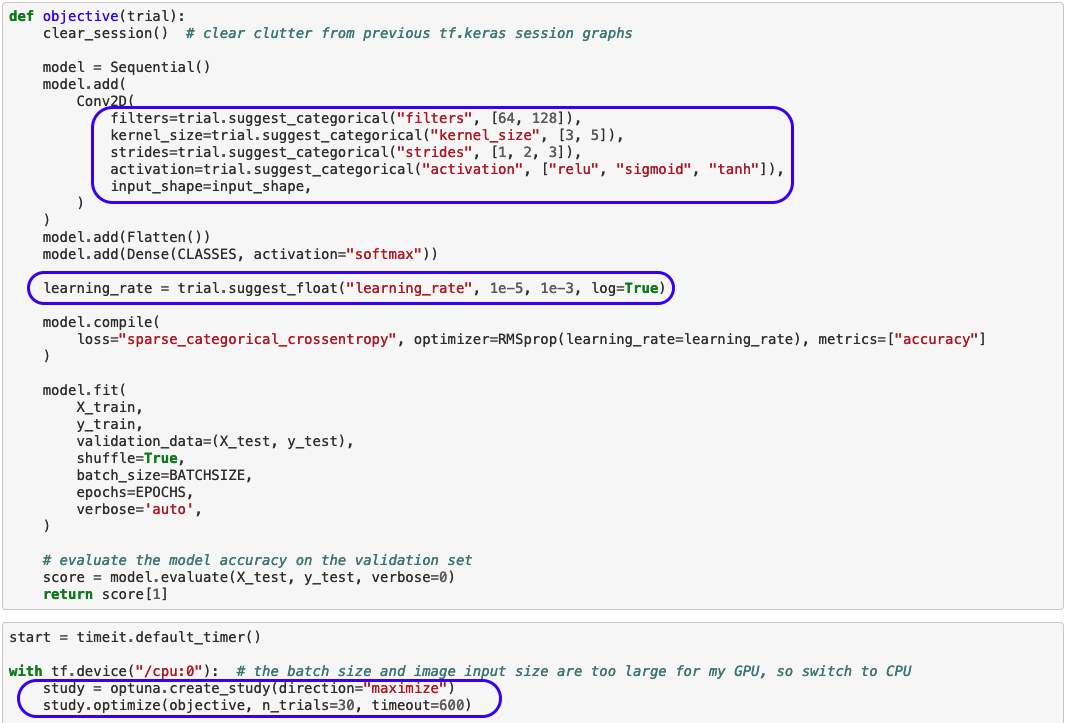 def objective(trial):
    clear_session()  # clear clutter from previous tf.keras session graphs

    model = Sequential()
    model.add(
        Conv2D(
            filters=trial.suggest_categorical("filters", [64, 128]),
            kernel_size=trial.suggest_categorical("kernel_size", [3, 5]),
            strides=trial.suggest_categorical("strides", [1, 2, 3]),
            activation=trial.suggest_categorical("activation", ["relu", "sigmoid", "tanh"]),
            input_shape=input_shape,
        )
    )
    model.add(Flatten())
    model.add(Dense(CLASSES, activation="softmax"))

    learning_rate = trial.suggest_float("learning_rate", 1e-5, 1e-3, log=True)

    model.compile(
        loss="sparse_categorical_crossentropy", optimizer=RMSprop(learning_rate=learning_rate), metrics=["accuracy"]
    )

    model.fit(
        X_train,
        y_train,
        validation_data=(X_test, y_test),
        shuffle=True,
        batch_size=BATCHSIZE,
        epochs=EPOCHS,
        verbose='auto',
    )

    # evaluate the model accuracy on the validation set
    score = model.evaluate(X_test, y_test, verbose=0)
    return score[1]

start = timeit.default_timer()

with tf.device("/cpu:0"):  # the batch size and image input size are too large for my GPU, so switch to CPU
    study = optuna.create_study(direction="maximize")
    study.optimize(objective, n_trials=30, timeout=600)